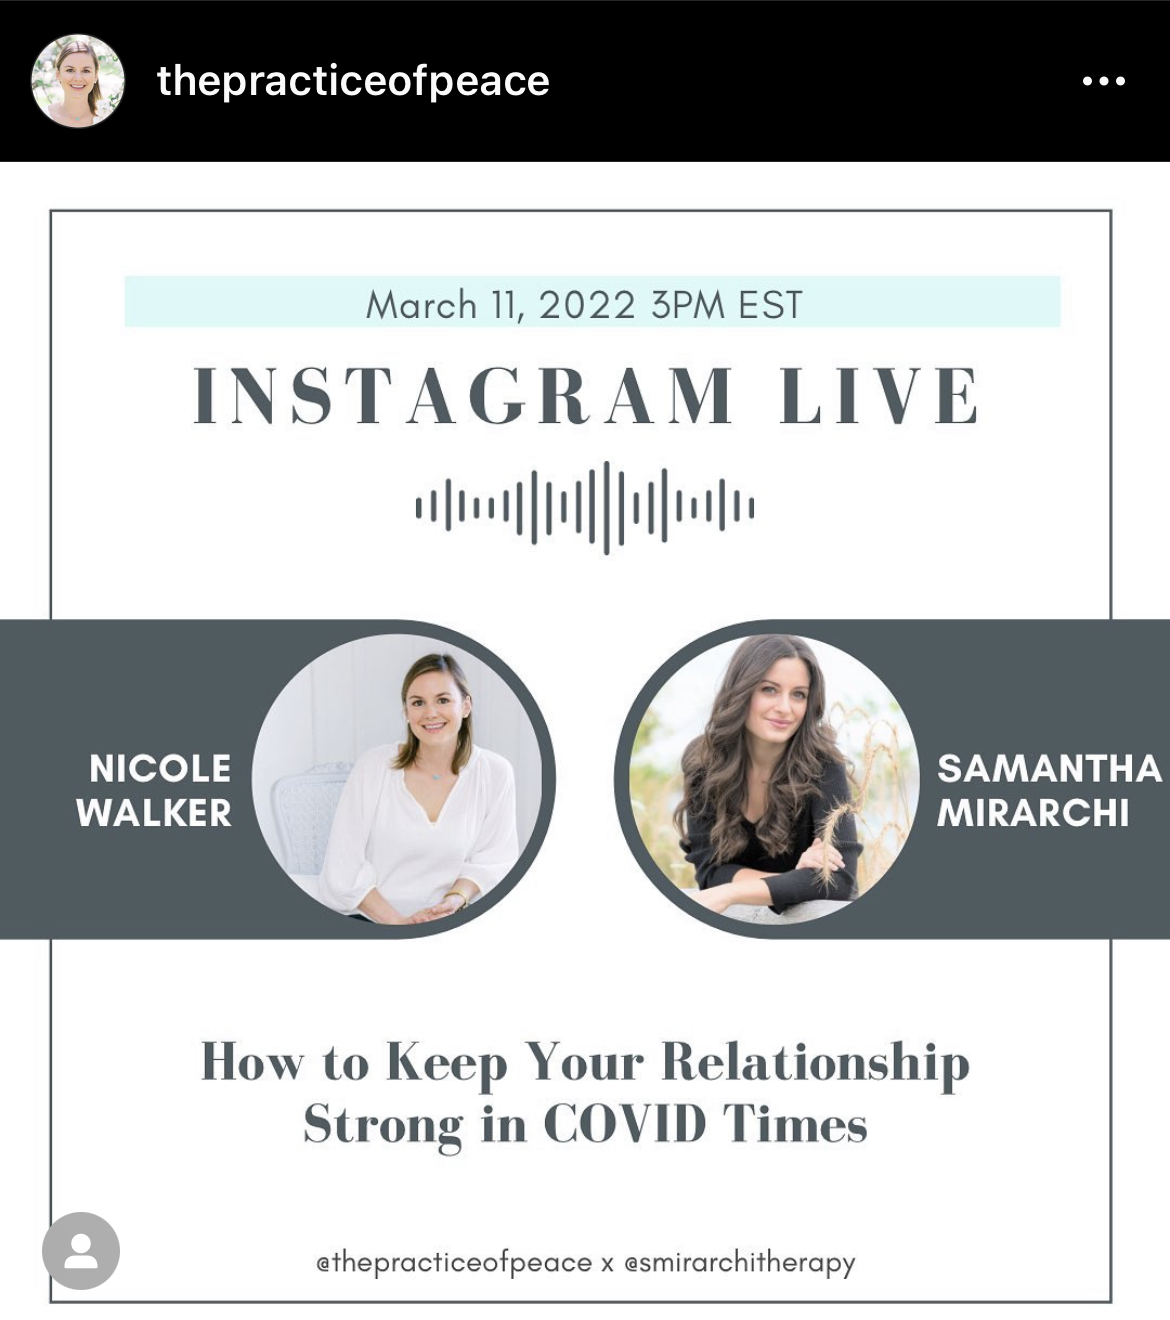 thepracticeofpeace
March 11, 2022 3PM EST
INSTAGRAM LIVE
NICOLE
WALKER
SAMANTHA
MIRARCHI
How to Keep Your Relationship
Strong in COVID Times
@thepracticeofpeace x @smirarchitherapy